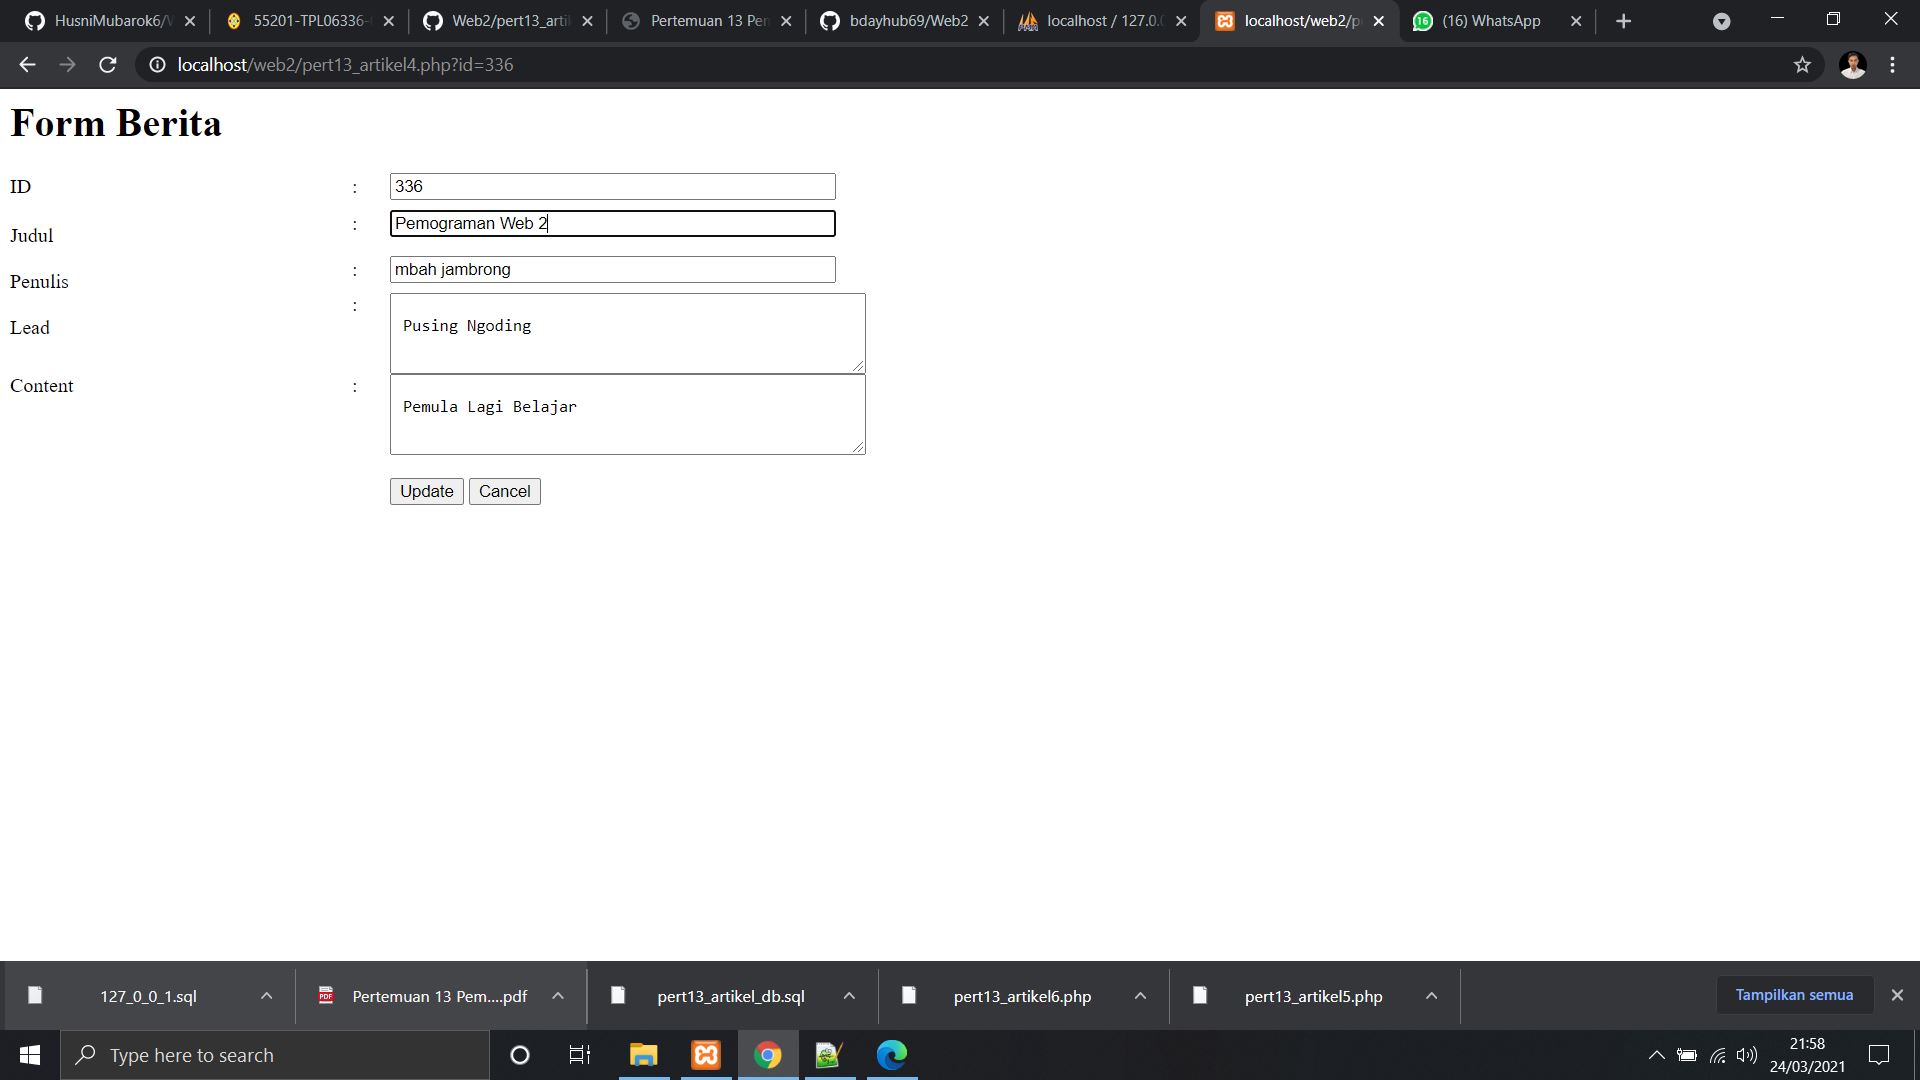 HusniMubarok6/
55201-TPL06336-
Web2/pert13_arti
Pertemuan 13 Pen
bdayhub69/Web2
localhost / 127.0.0
localhost/web2/p
(16) WhatsApp
localhost/web2/pert13_artikel4.php?id=336
Form Berita
ID : 336
Judul : Pemograman Web 2
Penulis : mbah jambrong
Lead : Pusing Ngoding
Content : Pemula Lagi Belajar
Update Cancel
127_0_0_1.sql
Pertemuan 13 Pem....pdf
pert13_artikel_db.sql
pert13_artikel6.php
pert13_artikel5.php
Tampilkan semua
Type here to search
21:58
24/03/2021